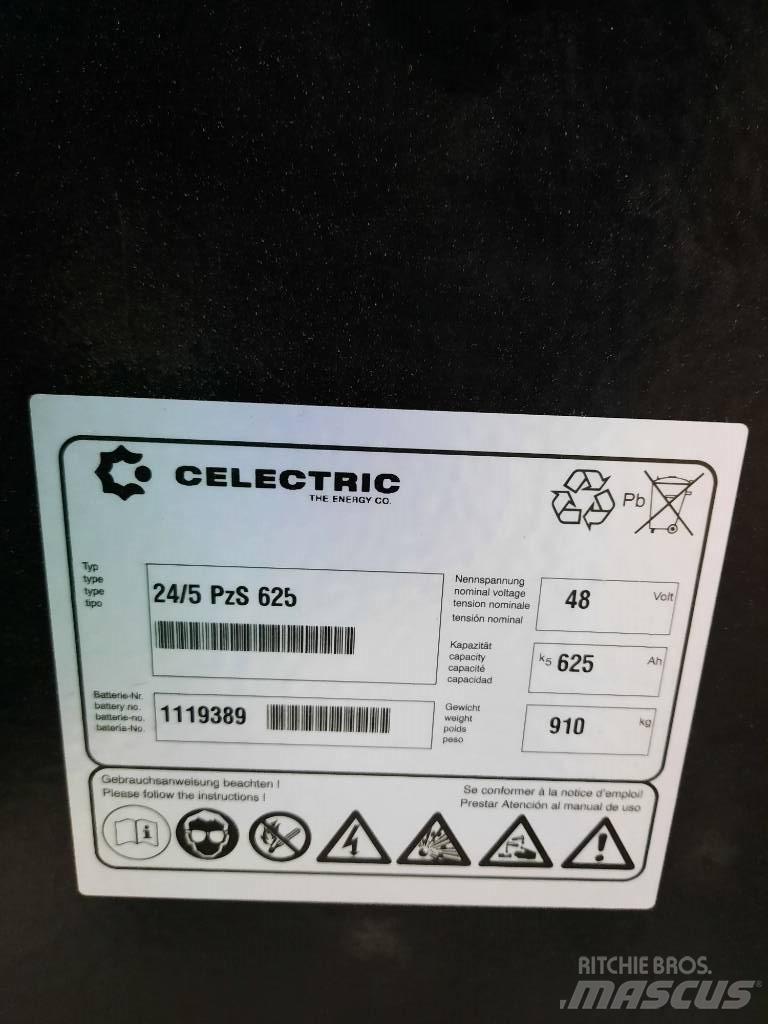 CELECTRIC
THE ENERGY CO.
Pb
Typ
type
type
tipo
24/5 PzS 625
Nennspannung
nominal voltage
tension nominale
tensión nominal
48 Volt
Kapazität
capacity
capacité
capacidad
k5 625 Ah
Batterie-Nr.
battery no.
batterie-no.
bateria-No.
1119389
Gewicht
weight
poids
peso
910 kg
Gebrauchsanweisung beachten !
Please follow the instructions !
Se conformer à la notice d'emploi!
Prestar Atención al manual de uso
RITCHIE BROS.
MASCUS